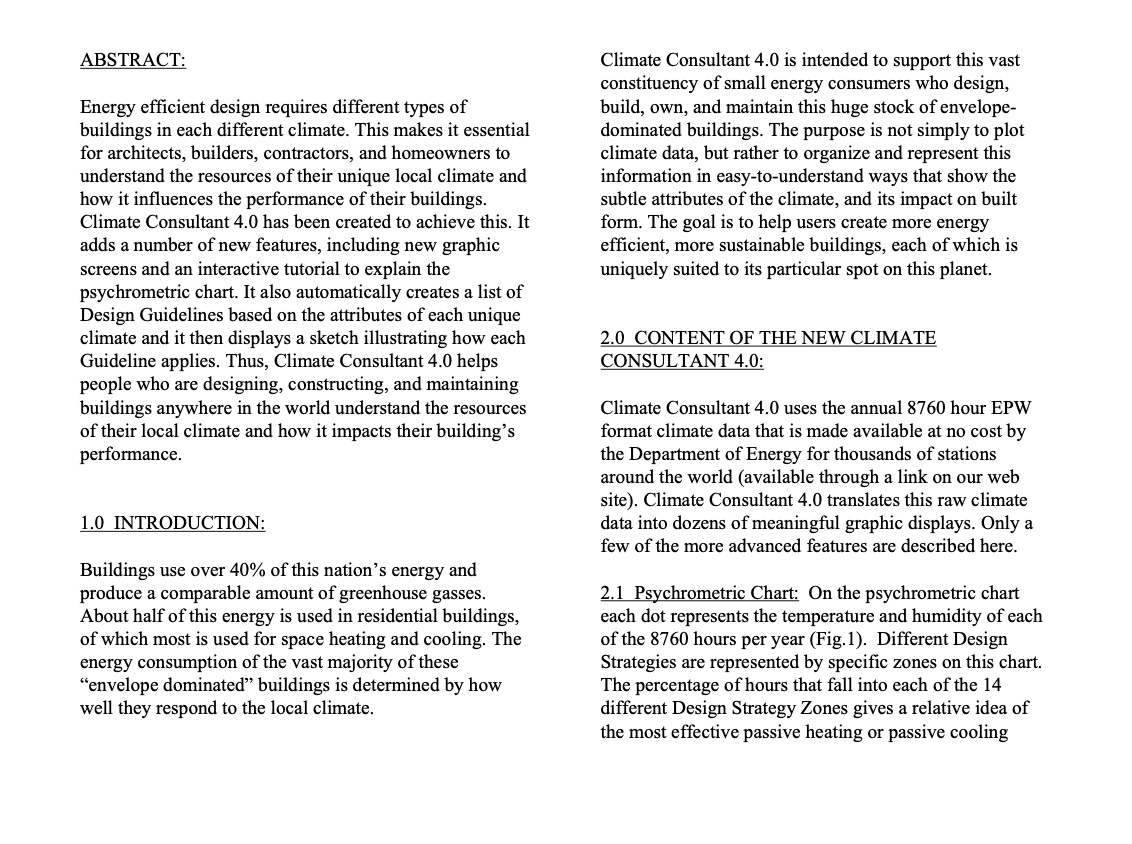 ABSTRACT:
Energy efficient design requires different types of
buildings in each different climate. This makes it essential
for architects, builders, contractors, and homeowners to
understand the resources of their unique local climate and
how it influences the performance of their buildings.
Climate Consultant 4.0 has been created to achieve this. It
adds a number of new features, including new graphic
screens and an interactive tutorial to explain the
psychrometric chart. It also automatically creates a list of
Design Guidelines based on the attributes of each unique
climate and it then displays a sketch illustrating how each
Guideline applies. Thus, Climate Consultant 4.0 helps
people who are designing, constructing, and maintaining
buildings anywhere in the world understand the resources
of their local climate and how it impacts their building’s
performance.
1.0  INTRODUCTION:
Buildings use over 40% of this nation’s energy and
produce a comparable amount of greenhouse gasses.
About half of this energy is used in residential buildings,
of which most is used for space heating and cooling. The
energy consumption of the vast majority of these
“envelope dominated” buildings is determined by how
well they respond to the local climate.
Climate Consultant 4.0 is intended to support this vast
constituency of small energy consumers who design,
build, own, and maintain this huge stock of envelope-
dominated buildings. The purpose is not simply to plot
climate data, but rather to organize and represent this
information in easy-to-understand ways that show the
subtle attributes of the climate, and its impact on built
form. The goal is to help users create more energy
efficient, more sustainable buildings, each of which is
uniquely suited to its particular spot on this planet.
2.0  CONTENT OF THE NEW CLIMATE
CONSULTANT 4.0:
Climate Consultant 4.0 uses the annual 8760 hour EPW
format climate data that is made available at no cost by
the Department of Energy for thousands of stations
around the world (available through a link on our web
site). Climate Consultant 4.0 translates this raw climate
data into dozens of meaningful graphic displays. Only a
few of the more advanced features are described here.
2.1  Psychrometric Chart:  On the psychrometric chart
each dot represents the temperature and humidity of each
of the 8760 hours per year (Fig.1).  Different Design
Strategies are represented by specific zones on this chart.
The percentage of hours that fall into each of the 14
different Design Strategy Zones gives a relative idea of
the most effective passive heating or passive cooling